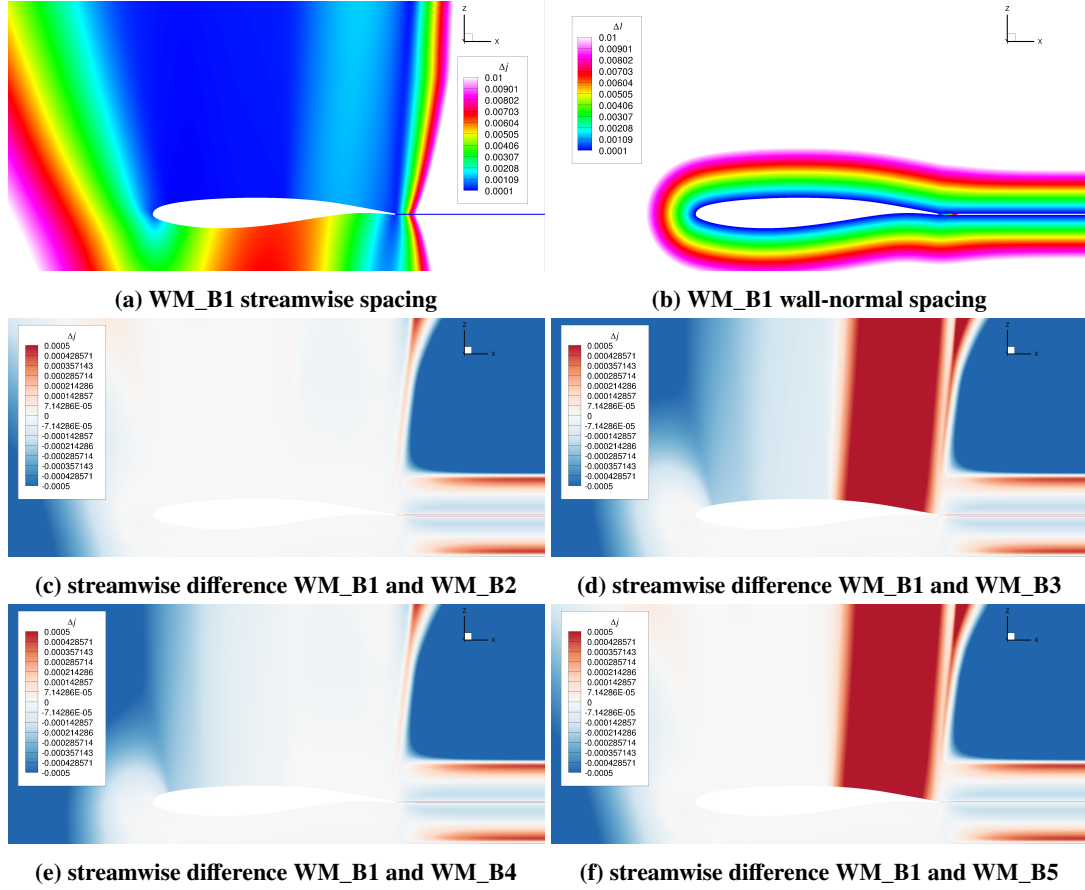 Z
X
Δj
0.01
0.00901
0.00802
0.00703
0.00604
0.00505
0.00406
0.00307
0.00208
0.00109
0.0001
(a) WM_B1 streamwise spacing
Z
X
Δl
0.01
0.00901
0.00802
0.00703
0.00604
0.00505
0.00406
0.00307
0.00208
0.00109
0.0001
(b) WM_B1 wall-normal spacing
Z
X
Δj
0.0005
0.000428571
0.000357143
0.000285714
0.000214286
0.000142857
7.14286E-05
0
-7.14286E-05
-0.000142857
-0.000214286
-0.000285714
-0.000357143
-0.000428571
-0.0005
(c) streamwise difference WM_B1 and WM_B2
Z
X
Δj
0.0005
0.000428571
0.000357143
0.000285714
0.000214286
0.000142857
7.14286E-05
0
-7.14286E-05
-0.000142857
-0.000214286
-0.000285714
-0.000357143
-0.000428571
-0.0005
(d) streamwise difference WM_B1 and WM_B3
Z
X
Δj
0.0005
0.000428571
0.000357143
0.000285714
0.000214286
0.000142857
7.14286E-05
0
-7.14286E-05
-0.000142857
-0.000214286
-0.000285714
-0.000357143
-0.000428571
-0.0005
(e) streamwise difference WM_B1 and WM_B4
Z
X
Δj
0.0005
0.000428571
0.000357143
0.000285714
0.000214286
0.000142857
7.14286E-05
0
-7.14286E-05
-0.000142857
-0.000214286
-0.000285714
-0.000357143
-0.000428571
-0.0005
(f) streamwise difference WM_B1 and WM_B5